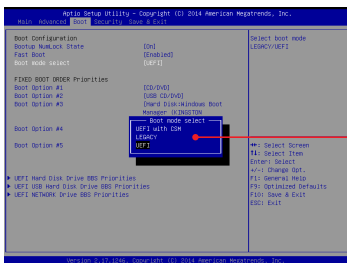 Aptio Setup Utility - Copyright (C) 2014 American Megatrends, Inc.
Main Advanced Boot Security Save & Exit
Boot Configuration
Bootup NumLock State [On]
Fast Boot [Enabled]
Boot mode select [UEFI]
FIXED BOOT ORDER Priorities
Boot Option #1 [CD/DVD]
Boot Option #2 [USB CD/DVD]
Boot Option #3 [Hard Disk:Windows Boot
Manager (KINGSTON
Boot mode select
UEFI with CSM
LEGACY
UEFI
Boot Option #4
Boot Option #5
UEFI Hard Disk Drive BBS Priorities
UEFI USB Hard Disk Drive BBS Priorities
UEFI NETWORK Drive BBS Priorities
Select boot mode
LEGACY/UEFI
: Select Screen
: Select Item
Enter: Select
+/-: Change Opt.
F1: General Help
F9: Optimized Defaults
F10: Save & Exit
ESC: Exit
Version 2.17.1246. Copyright (C) 2014 American Megatrends, Inc.